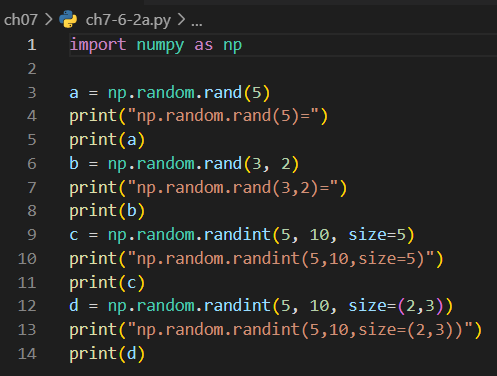 ch07 > ch7-6-2a.py > ...
1 import numpy as np
2
3 a = np.random.rand(5)
4 print("np.random.rand(5)=")
5 print(a)
6 b = np.random.rand(3, 2)
7 print("np.random.rand(3,2)=")
8 print(b)
9 c = np.random.randint(5, 10, size=5)
10 print("np.random.randint(5,10,size=5)")
11 print(c)
12 d = np.random.randint(5, 10, size=(2,3))
13 print("np.random.randint(5,10,size=(2,3))")
14 print(d)